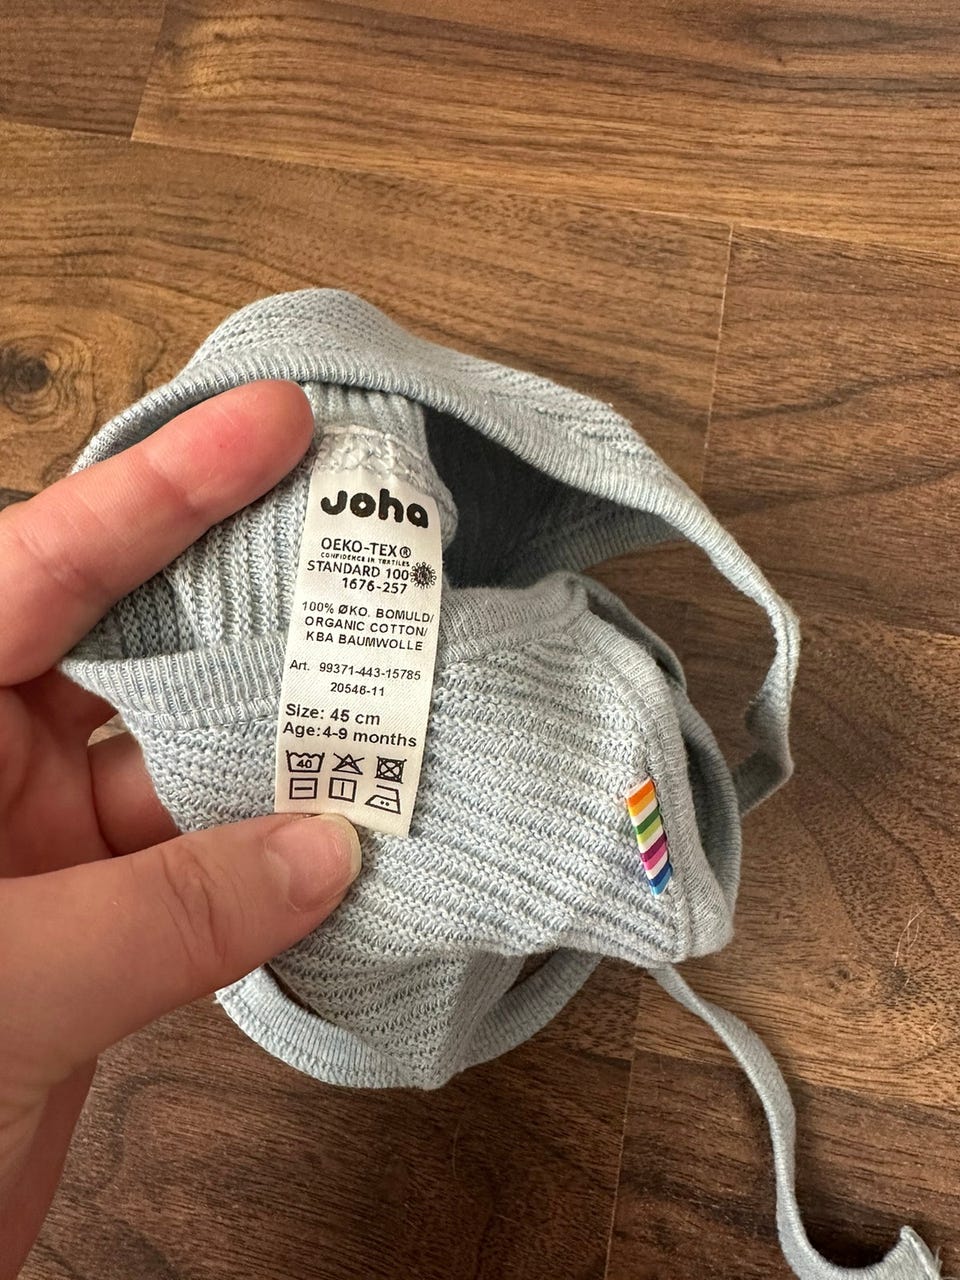 Joha
OEKO-TEX®
CONFIDENCE IN TEXTILES
STANDARD 100
1676-257
100% ØKO. BOMULD/
ORGANIC COTTON/
KBA BAUMWOLLE
Art. 99371-443-15785
20546-11
Size: 45 cm
Age:4-9 months
40